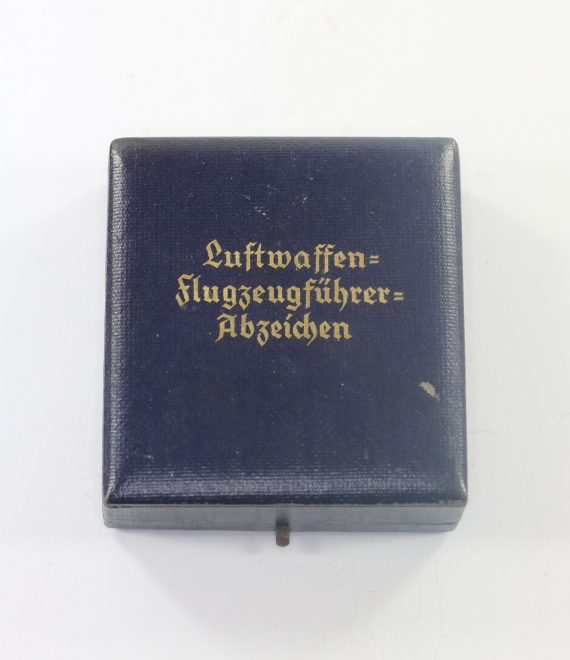 Luftwaffen=
Flugzeugführer=
Abzeichen